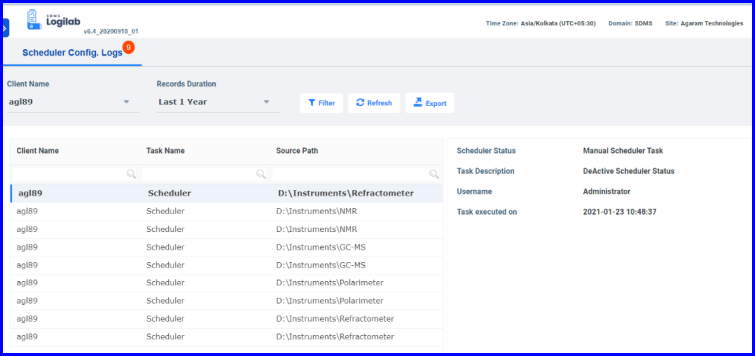 SDMS
Logilab
v6.4_20200918_01
Time Zone: Asia/Kolkata (UTC+05:30) Domain: SDMS Site: Agaram Technologies
Scheduler Config. Logs 9
Client Name Records Duration
agl89 Last 1 Year Filter Refresh Export
Client Name Task Name Source Path
agl89 Scheduler D:\Instruments\Refractometer
agl89 Scheduler D:\Instruments\NMR
agl89 Scheduler D:\Instruments\NMR
agl89 Scheduler D:\Instruments\GC-MS
agl89 Scheduler D:\Instruments\GC-MS
agl89 Scheduler D:\Instruments\Polarimeter
agl89 Scheduler D:\Instruments\Polarimeter
agl89 Scheduler D:\Instruments\Refractometer
agl89 Scheduler D:\Instruments\Refractometer
Scheduler Status Manual Scheduler Task
Task Description DeActive Scheduler Status
Username Administrator
Task executed on 2021-01-23 10:48:37